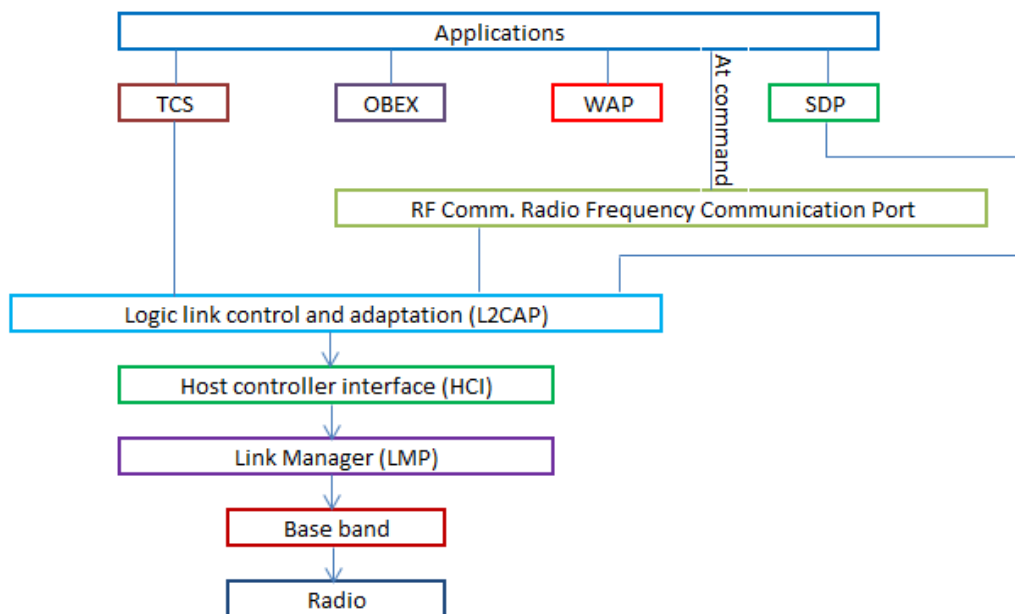 Applications
TCS
OBEX
WAP
At command
SDP
RF Comm. Radio Frequency Communication Port
Logic link control and adaptation (L2CAP)
Host controller interface (HCI)
Link Manager (LMP)
Base band
Radio